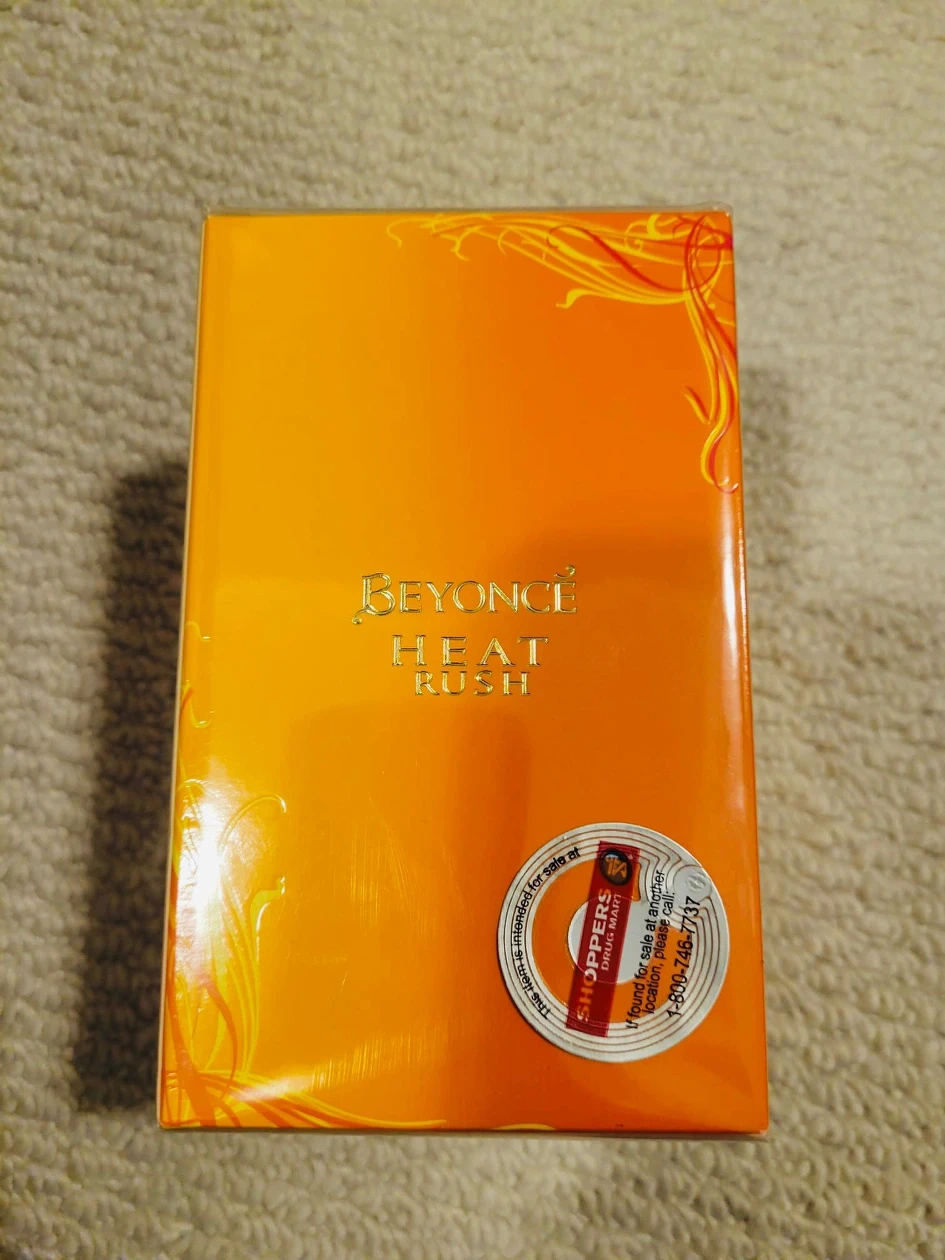 BEYONCÉ
HEAT
RUSH
This item is intended for sale at
SHOPPERS
DRUG MART
If found for sale at another
location, please call:
1-800-746-7737